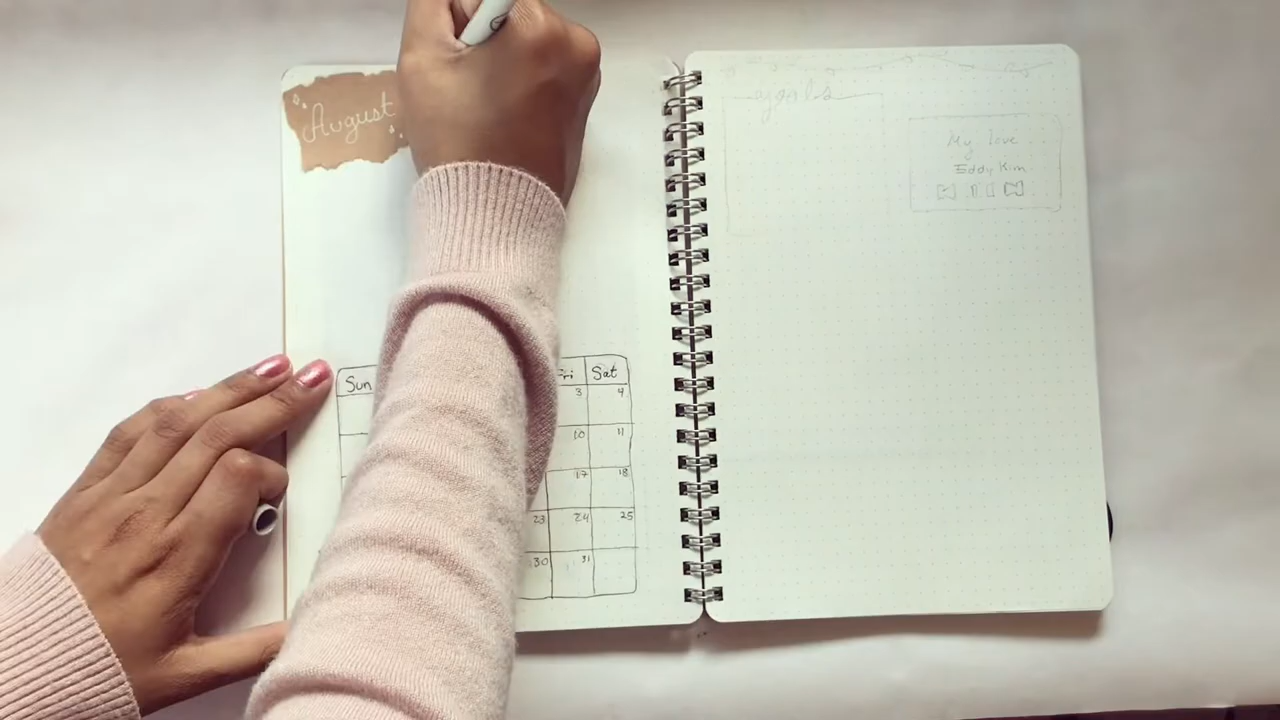 August
Sun
Fri Sat
3 4
10 11
17 18
23 24 25
30 31
goals
My love
Eddy Kim